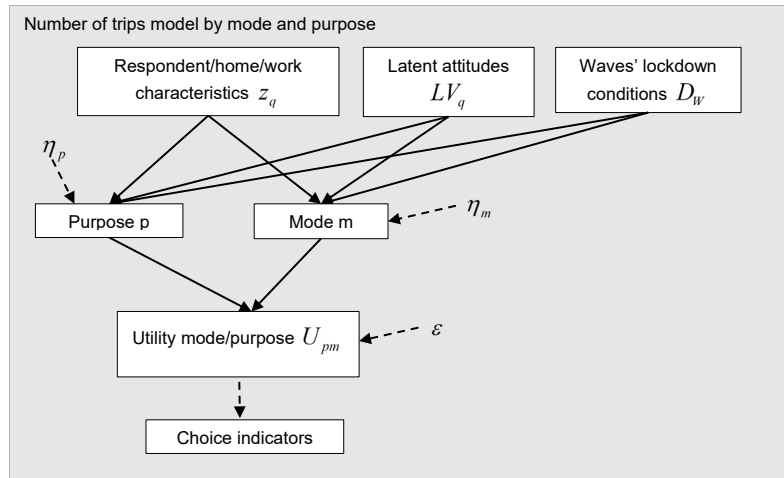 Number of trips model by mode and purpose
Respondent/home/work
characteristics z_q
Latent attitudes
LV_q
Waves' lockdown
conditions D_W
η_p
Purpose p
Mode m
η_m
Utility mode/purpose U_pm
ε
Choice indicators